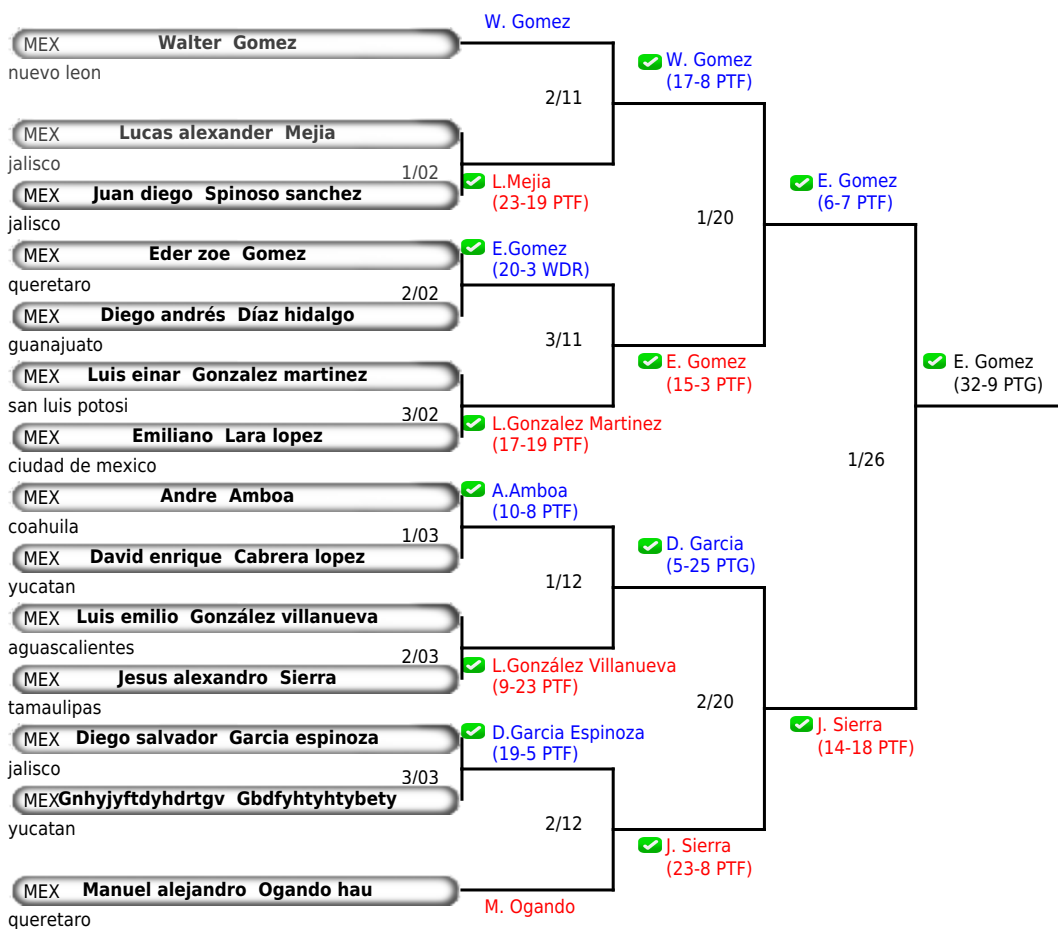 W. Gomez
MEX Walter Gomez
nuevo leon
W. Gomez
(17-8 PTF)
2/11
MEX Lucas alexander Mejia
jalisco
1/02
L.Mejia
(23-19 PTF)
MEX Juan diego Spinoso sanchez
jalisco
E. Gomez
(6-7 PTF)
1/20
MEX Eder zoe Gomez
queretaro
E.Gomez
(20-3 WDR)
2/02
MEX Diego andrés Díaz hidalgo
guanajuato
3/11
E. Gomez
(15-3 PTF)
E. Gomez
(32-9 PTG)
MEX Luis einar Gonzalez martinez
san luis potosi
3/02
L.Gonzalez Martinez
(17-19 PTF)
MEX Emiliano Lara lopez
ciudad de mexico
1/26
MEX Andre Amboa
coahuila
A.Amboa
(10-8 PTF)
1/03
MEX David enrique Cabrera lopez
yucatan
D. Garcia
(5-25 PTG)
1/12
MEX Luis emilio González villanueva
aguascalientes
2/03
L.González Villanueva
(9-23 PTF)
MEX Jesus alexandro Sierra
tamaulipas
2/20
J. Sierra
(14-18 PTF)
MEX Diego salvador Garcia espinoza
jalisco
D.Garcia Espinoza
(19-5 PTF)
3/03
MEX Gnhyjyftdyhdrtgv Gbdfyhtyhtybety
yucatan
2/12
J. Sierra
(23-8 PTF)
MEX Manuel alejandro Ogando hau
queretaro
M. Ogando